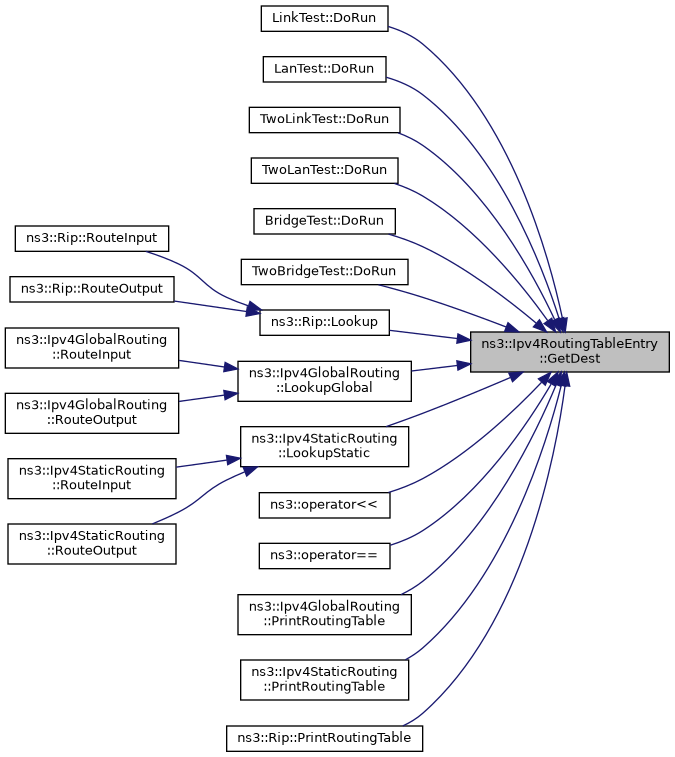 LinkTest::DoRun
LanTest::DoRun
TwoLinkTest::DoRun
TwoLanTest::DoRun
BridgeTest::DoRun
TwoBridgeTest::DoRun
ns3::Rip::RouteInput
ns3::Rip::RouteOutput
ns3::Rip::Lookup
ns3::Ipv4GlobalRouting
::RouteInput
ns3::Ipv4GlobalRouting
::RouteOutput
ns3::Ipv4GlobalRouting
::LookupGlobal
ns3::Ipv4StaticRouting
::RouteInput
ns3::Ipv4StaticRouting
::RouteOutput
ns3::Ipv4StaticRouting
::LookupStatic
ns3::operator<<
ns3::operator==
ns3::Ipv4GlobalRouting
::PrintRoutingTable
ns3::Ipv4StaticRouting
::PrintRoutingTable
ns3::Rip::PrintRoutingTable
ns3::Ipv4RoutingTableEntry
::GetDest